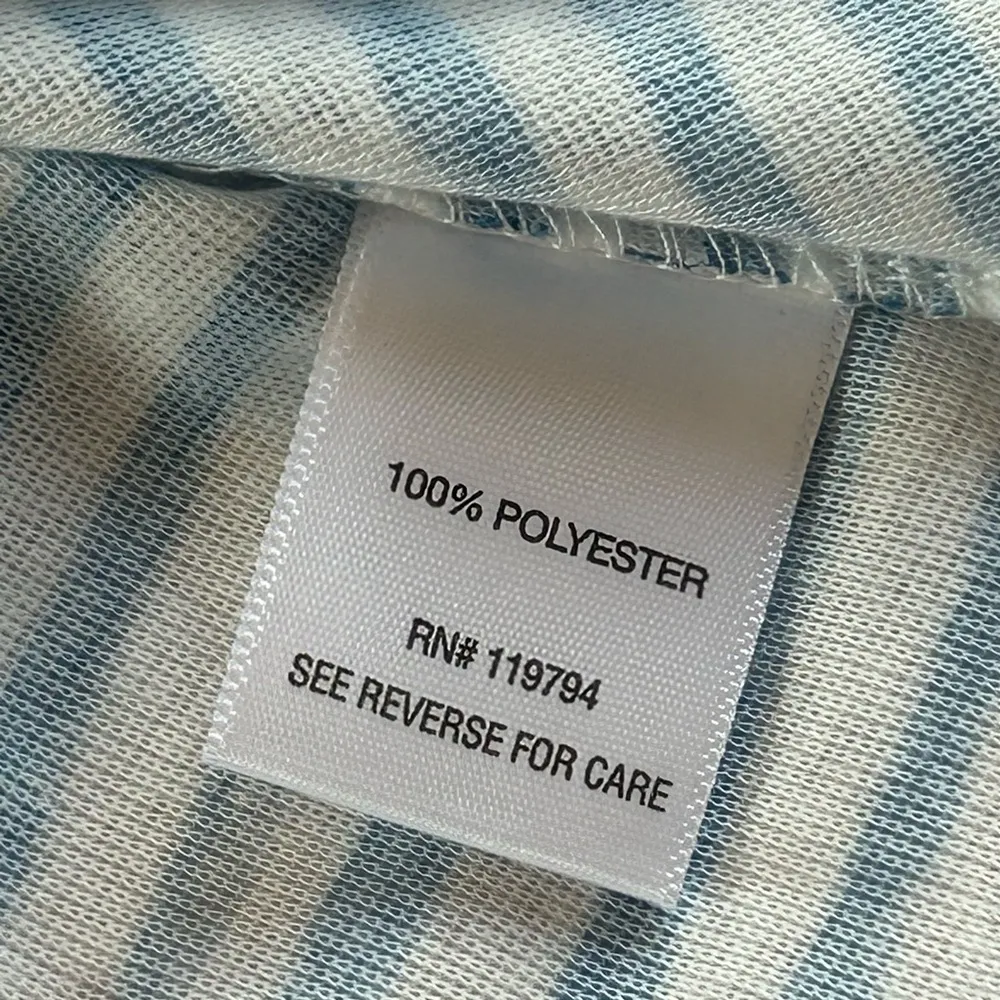 100% POLYESTER
RN# 119794
SEE REVERSE FOR CARE